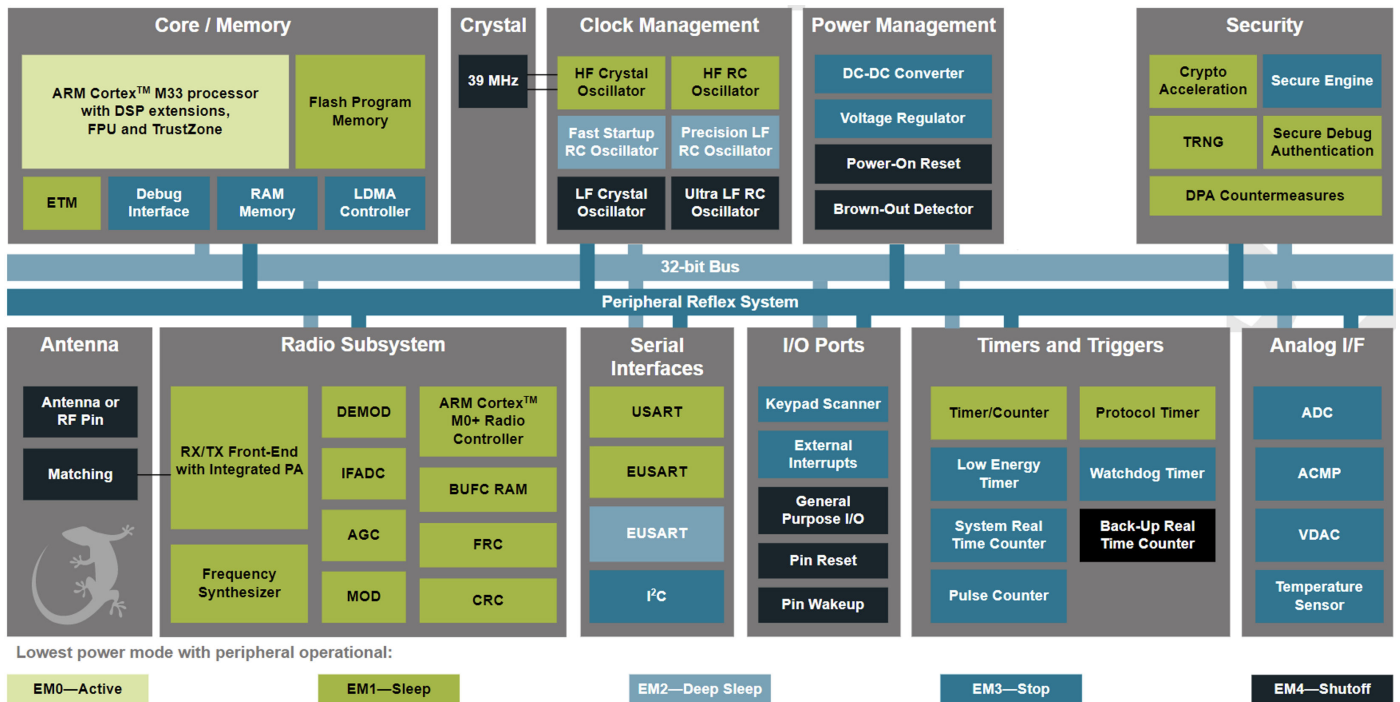 Core / Memory
ARM Cortex™ M33 processor
with DSP extensions,
FPU and TrustZone
Flash Program
Memory
ETM
Debug
Interface
RAM
Memory
LDMA
Controller
Crystal
39 MHz
Clock Management
HF Crystal
Oscillator
HF RC
Oscillator
Fast Startup
RC Oscillator
Precision LF
RC Oscillator
LF Crystal
Oscillator
Ultra LF RC
Oscillator
Power Management
DC-DC Converter
Voltage Regulator
Power-On Reset
Brown-Out Detector
Security
Crypto
Acceleration
Secure Engine
TRNG
Secure Debug
Authentication
DPA Countermeasures
32-bit Bus
Peripheral Reflex System
Antenna
Antenna or
RF Pin
Matching
Radio Subsystem
RX/TX Front-End
with Integrated PA
Frequency
Synthesizer
DEMOD
IFADC
AGC
MOD
ARM Cortex™
M0+ Radio
Controller
BUFC RAM
FRC
CRC
Serial
Interfaces
USART
EUSART
EUSART
I²C
I/O Ports
Keypad Scanner
External
Interrupts
General
Purpose I/O
Pin Reset
Pin Wakeup
Timers and Triggers
Timer/Counter
Protocol Timer
Low Energy
Timer
Watchdog Timer
System Real
Time Counter
Back-Up Real
Time Counter
Pulse Counter
Analog I/F
ADC
ACMP
VDAC
Temperature
Sensor
Lowest power mode with peripheral operational:
EM0—Active
EM1—Sleep
EM2—Deep Sleep
EM3—Stop
EM4—Shutoff